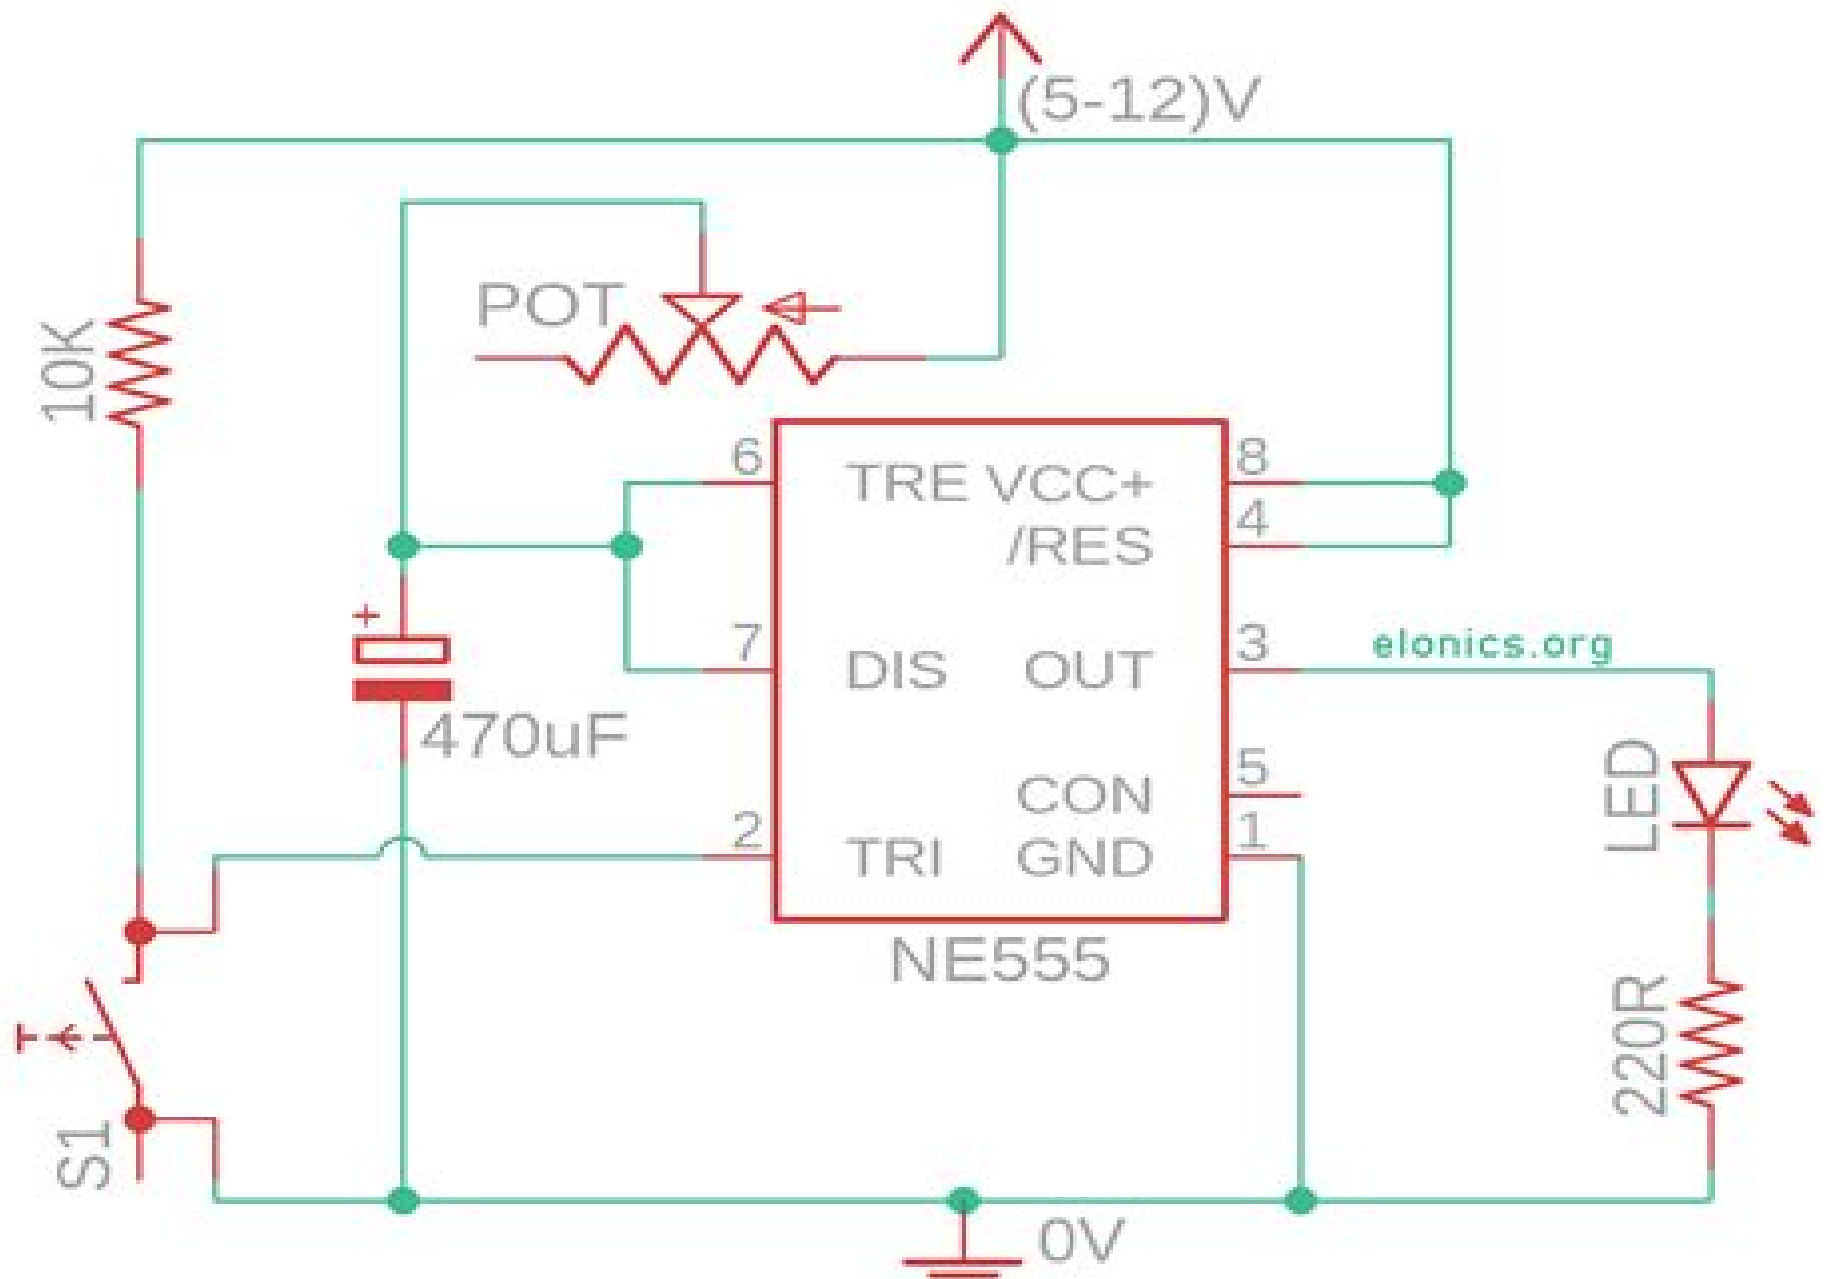 (5-12)V
POT
10K
6
TRE
VCC+
8
/RES
4
+
7
DIS
OUT
3
elonics.org
470uF
CON
5
LED
2
TRI
GND
1
NE555
220R
S1
0V